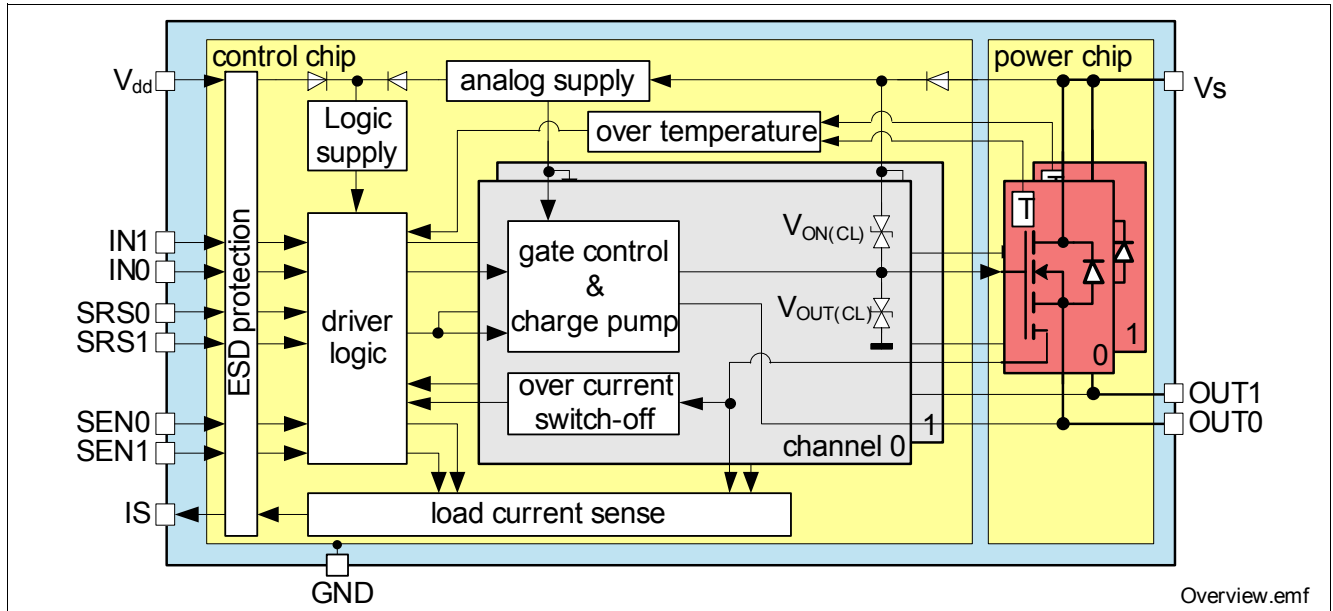 control chip
power chip
Vdd
Vs
analog supply
Logic
supply
over temperature
T
T
ESD protection
IN1
IN0
SRS0
SRS1
SEN0
SEN1
IS
driver
logic
gate control
&
charge pump
VON(CL)
VOUT(CL)
over current
switch-off
channel 0
1
0
1
OUT1
OUT0
load current sense
GND
Overview.emf